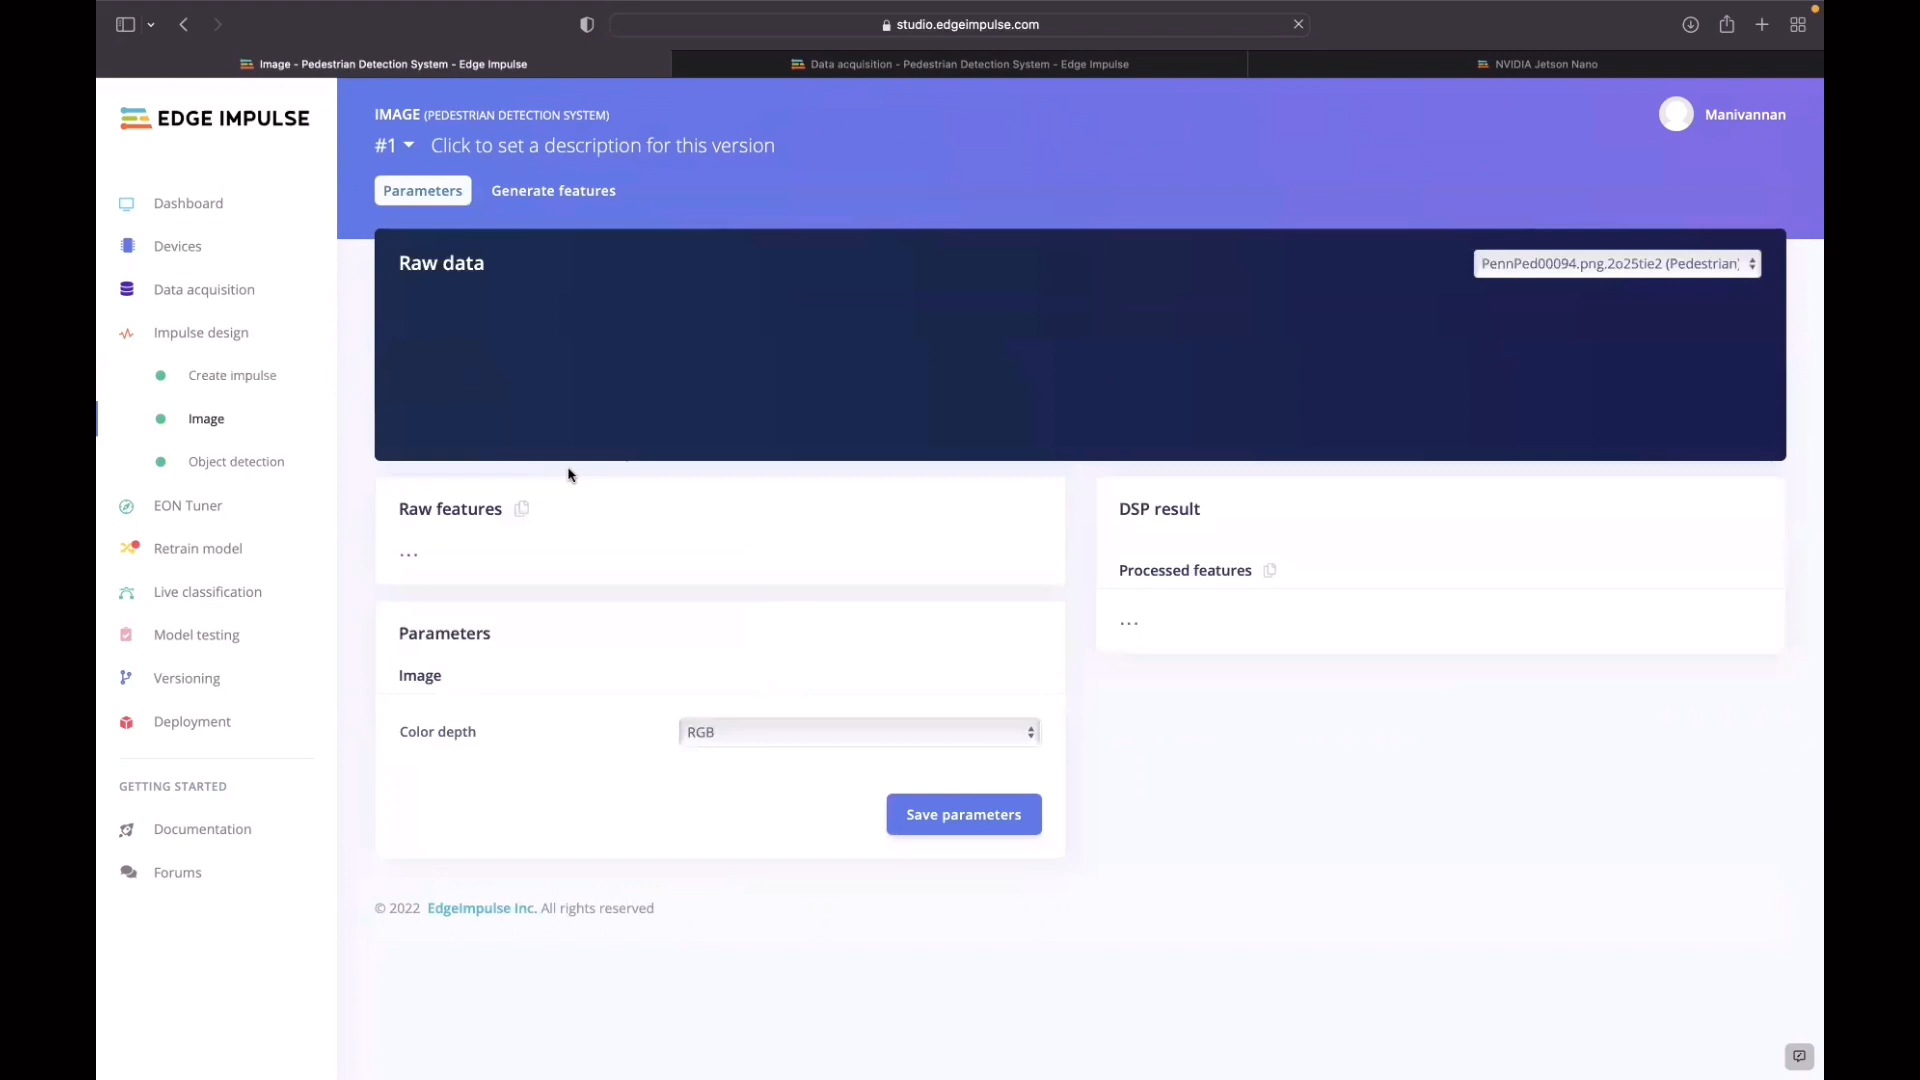 studio.edgeimpulse.com
Image - Pedestrian Detection System - Edge Impulse
Data acquisition - Pedestrian Detection System - Edge Impulse
NVIDIA Jetson Nano
EDGE IMPULSE
IMAGE (PEDESTRIAN DETECTION SYSTEM)
#1 Click to set a description for this version
Manivannan
Parameters
Generate features
Dashboard
Devices
Data acquisition
Impulse design
Create impulse
Image
Object detection
EON Tuner
Retrain model
Live classification
Model testing
Versioning
Deployment
GETTING STARTED
Documentation
Forums
Raw data
PennPed00094.png.2o25tie2 (Pedestrian)
Raw features
...
DSP result
Processed features
...
Parameters
Image
Color depth
RGB
Save parameters
© 2022 EdgeImpulse Inc. All rights reserved